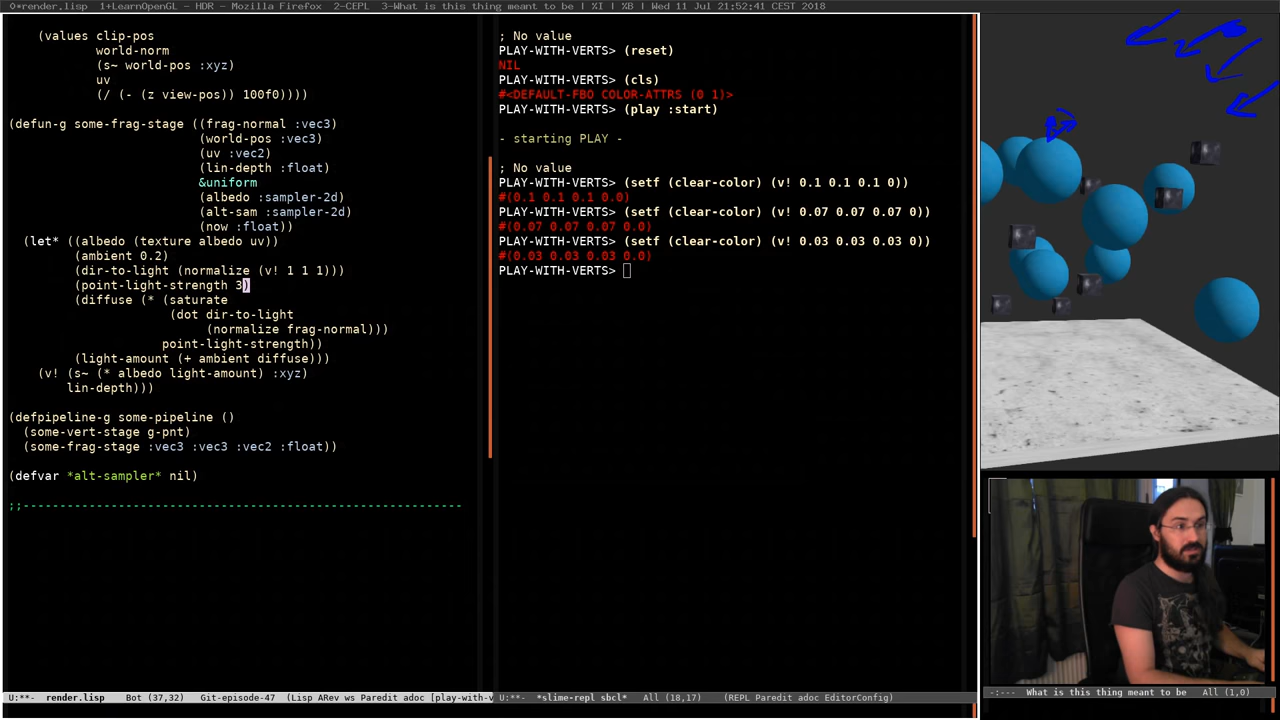 0*render.lisp  1+LearnOpenGL - HDR - Mozilla Firefox  2-CEPL  3-What is this thing meant to be | %I | %B | Wed 11 Jul 21:52:41 CEST 2018
(values clip-pos
world-norm
(s~ world-pos :xyz)
uv
(/ (- (z view-pos)) 100f0))))
(defun-g some-frag-stage ((frag-normal :vec3)
(world-pos :vec3)
(uv :vec2)
(lin-depth :float)
&uniform
(albedo :sampler-2d)
(alt-sam :sampler-2d)
(now :float))
(let* ((albedo (texture albedo uv))
(ambient 0.2)
(dir-to-light (normalize (v! 1 1 1)))
(point-light-strength 3)
(diffuse (* (saturate
(dot dir-to-light
(normalize frag-normal)))
point-light-strength))
(light-amount (+ ambient diffuse)))
(v! (s~ (* albedo light-amount) :xyz)
lin-depth)))
(defpipeline-g some-pipeline ()
(some-vert-stage g-pnt)
(some-frag-stage :vec3 :vec3 :vec2 :float))
(defvar *alt-sampler* nil)
;;------------------------------------------------------------
U:**-  render.lisp   Bot (37,32)   Git-episode-47  (Lisp ARev ws Paredit adoc [play-with-v
; No value
PLAY-WITH-VERTS> (reset)
NIL
PLAY-WITH-VERTS> (cls)
#<DEFAULT-FBO COLOR-ATTRS (0 1)>
PLAY-WITH-VERTS> (play :start)
- starting PLAY -
; No value
PLAY-WITH-VERTS> (setf (clear-color) (v! 0.1 0.1 0.1 0))
#(0.1 0.1 0.1 0.0)
PLAY-WITH-VERTS> (setf (clear-color) (v! 0.07 0.07 0.07 0))
#(0.07 0.07 0.07 0.0)
PLAY-WITH-VERTS> (setf (clear-color) (v! 0.03 0.03 0.03 0))
#(0.03 0.03 0.03 0.0)
PLAY-WITH-VERTS>
U:**-  *slime-repl sbcl*   All (18,17)   (REPL Paredit adoc EditorConfig)
-:---  What is this thing meant to be   All (1,0)